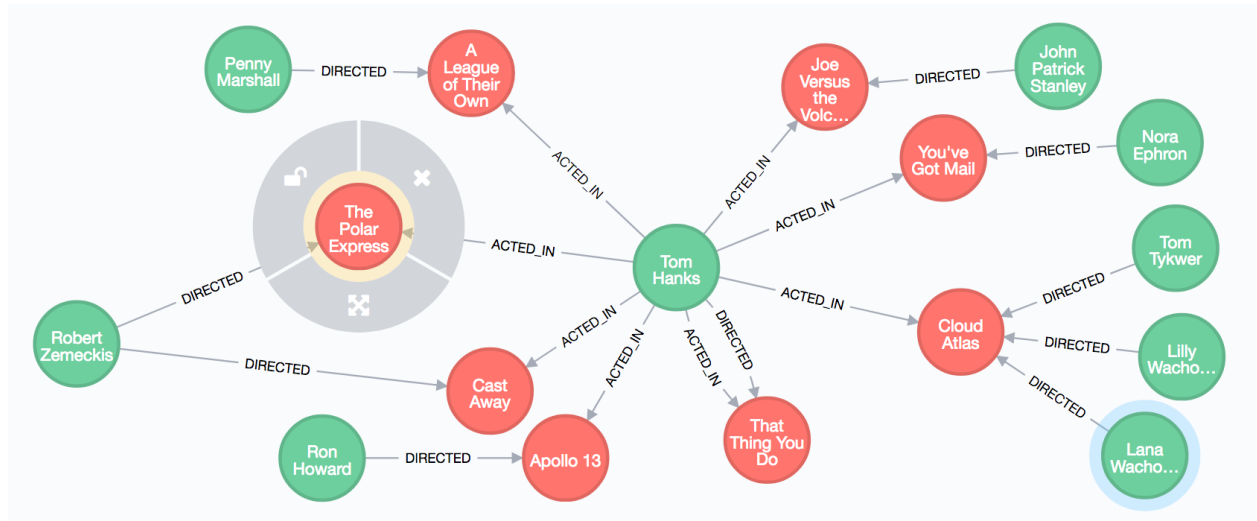 Penny
Marshall
DIRECTED
A
League
of Their
Own
Joe
Versus
the
Volc...
DIRECTED
John
Patrick
Stanley
You've
Got Mail
DIRECTED
Nora
Ephron
ACTED_IN
ACTED_IN
ACTED_IN
The
Polar
Express
ACTED_IN
Tom
Hanks
Tom
Tykwer
DIRECTED
DIRECTED
ACTED_IN
Cloud
Atlas
DIRECTED
Lilly
Wacho...
Robert
Zemeckis
DIRECTED
ACTED_IN
ACTED_IN
ACTED_IN
DIRECTED
Cast
Away
DIRECTED
Lana
Wacho...
Ron
Howard
DIRECTED
Apollo 13
That
Thing You
Do